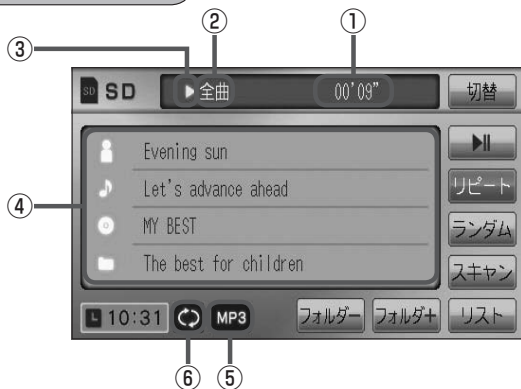 ② ①
③
SD SD ▶全曲 00'09" 切替
Evening sun ▶II
Let's advance ahead リピート
④ MY BEST ランダム
The best for children スキャン
L 10:31 MP3 フォルダー フォルダ+ リスト
⑥ ⑤